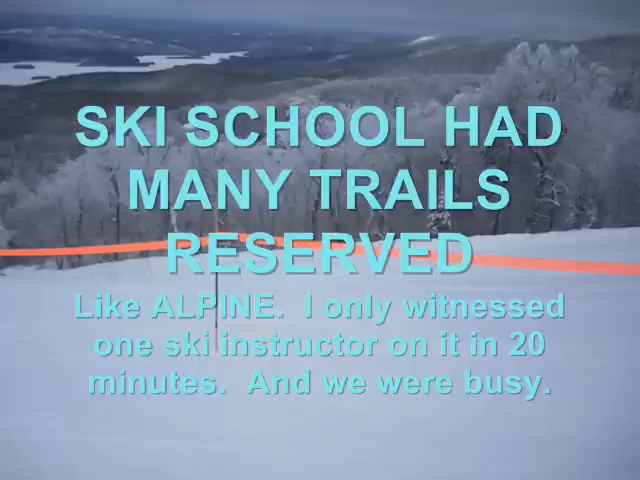 SKI SCHOOL HAD
MANY TRAILS
RESERVED
Like ALPINE.  I only witnessed
one ski instructor on it in 20
minutes.  And we were busy.